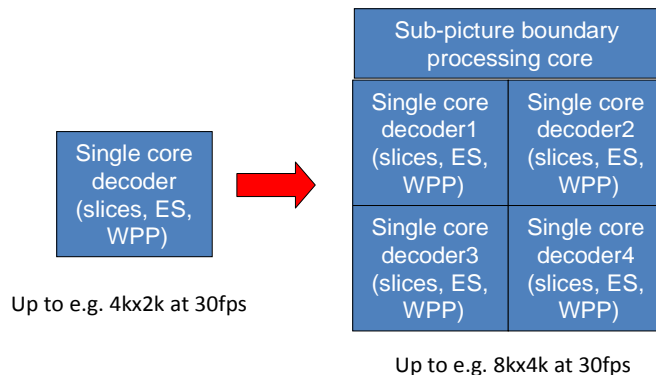 Sub-picture boundary
processing core
Single core
decoder
(slices, ES,
WPP)
Single core
decoder1
(slices, ES,
WPP)
Single core
decoder2
(slices, ES,
WPP)
Single core
decoder3
(slices, ES,
WPP)
Single core
decoder4
(slices, ES,
WPP)
Up to e.g. 4kx2k at 30fps
Up to e.g. 8kx4k at 30fps